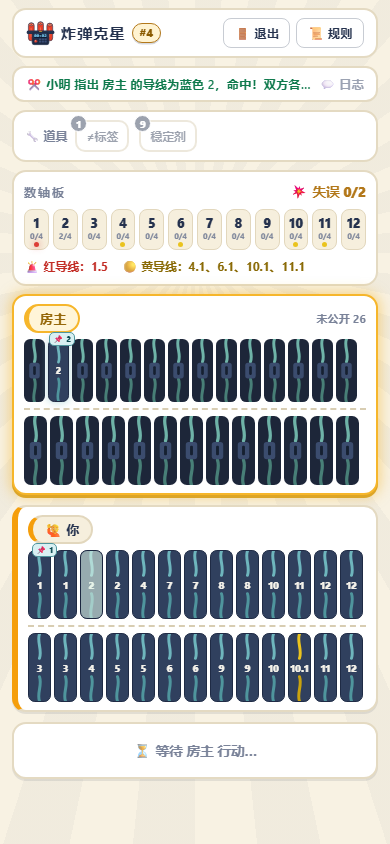 炸弹克星 #4 退出 规则
小明 指出 房主 的导线为蓝色 2，命中！双方各... 日志
道具 1 ≠标签 9 稳定剂
数轴板 失误 0/2
1 2 3 4 5 6 7 8 9 10 11 12
0/4 2/4 0/4 0/4 0/4 0/4 0/4 0/4 0/4 0/4 0/4 0/4
红导线：1.5 黄导线：4.1、6.1、10.1、11.1
房主 未公开 26
2
2
你
1
1 1 2 2 4 7 7 8 8 10 11 12 12
3 3 4 5 5 6 6 9 9 10 10.1 11 12
等待 房主 行动...